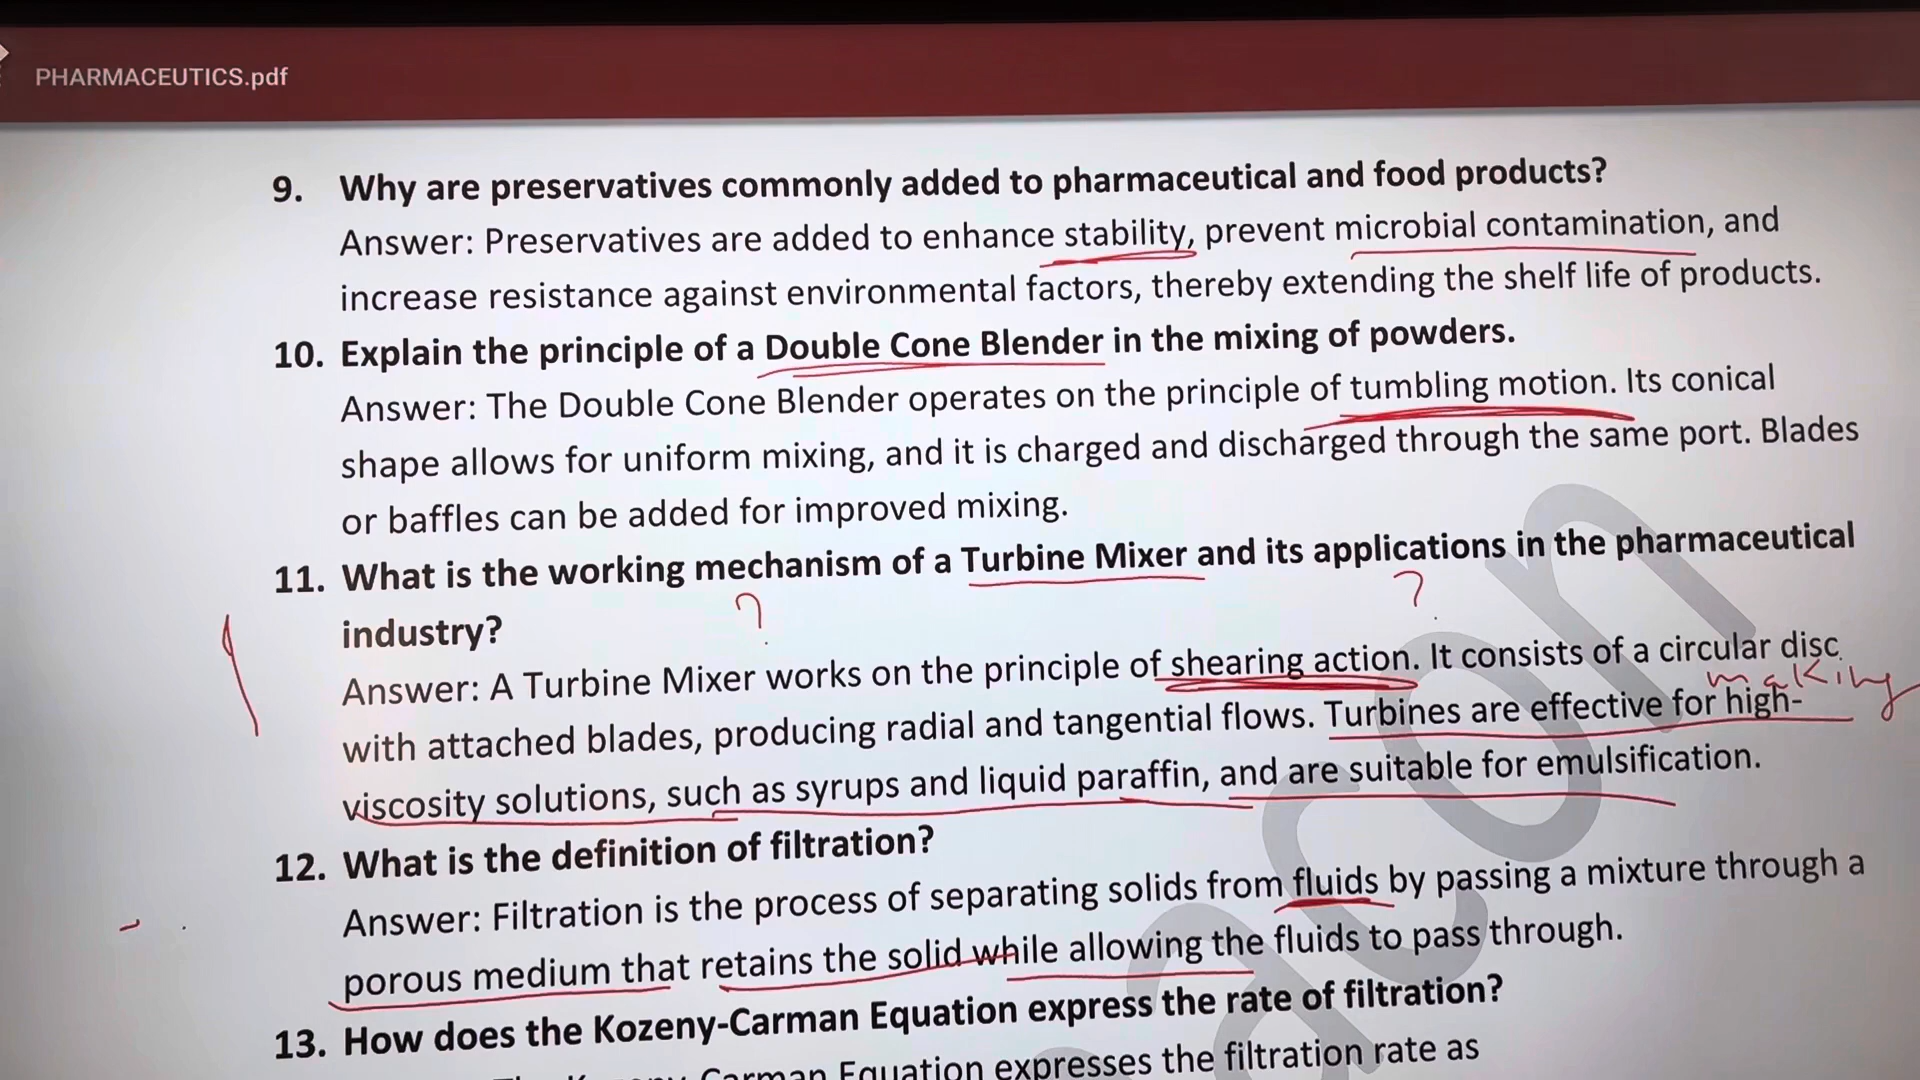 PHARMACEUTICS.pdf
9. Why are preservatives commonly added to pharmaceutical and food products?
Answer: Preservatives are added to enhance stability, prevent microbial contamination, and
increase resistance against environmental factors, thereby extending the shelf life of products.
10. Explain the principle of a Double Cone Blender in the mixing of powders.
Answer: The Double Cone Blender operates on the principle of tumbling motion. Its conical
shape allows for uniform mixing, and it is charged and discharged through the same port. Blades
or baffles can be added for improved mixing.
11. What is the working mechanism of a Turbine Mixer and its applications in the pharmaceutical
industry?
? ?
Answer: A Turbine Mixer works on the principle of shearing action. It consists of a circular disc
making
with attached blades, producing radial and tangential flows. Turbines are effective for high-
viscosity solutions, such as syrups and liquid paraffin, and are suitable for emulsification.
12. What is the definition of filtration?
Answer: Filtration is the process of separating solids from fluids by passing a mixture through a
porous medium that retains the solid while allowing the fluids to pass through.
13. How does the Kozeny-Carman Equation express the rate of filtration?
Carman Equation expresses the filtration rate as